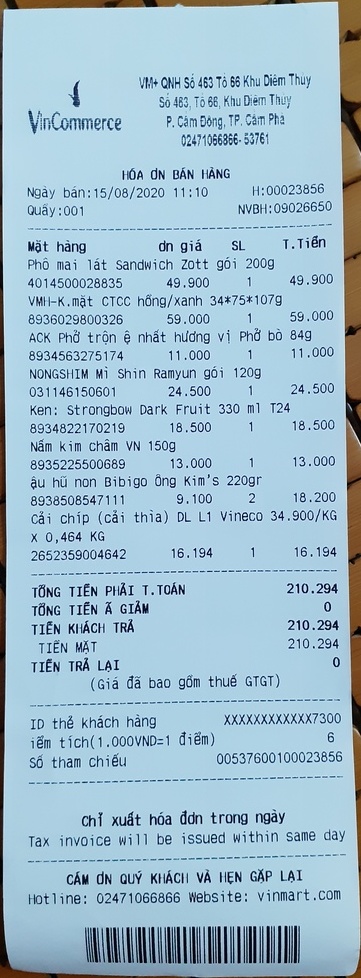 VinCommerce
VM+ QNH Số 463 Tổ 66 Khu Diêm Thủy
Số 463, Tổ 66, Khu Diêm Thủy
P. Cẩm Đông, TP. Cẩm Phả
02471066866-53761
HÓA ĐN BÁN HÀNG
Ngày bán:15/08/2020 11:10 H:00023856
Quầy:001 NVBH:09026650
Mặt hàng đn giá SL T.Tiền
Phô mai lát Sandwich Zott gói 200g
4014500028835 49.900 1 49.900
VMH-K.mặt CTCC hồng/xanh 34*75*107g
8936029800326 59.000 1 59.000
ACK Phở trộn ệ nhất hương vị Phở bò 84g
8934563275174 11.000 1 11.000
NONGSHIM Mì Shin Ramyun gói 120g
031146150601 24.500 1 24.500
Ken: Strongbow Dark Fruit 330 ml T24
8934822170219 18.500 1 18.500
Nấm kim châm VN 150g
8935225500689 13.000 1 13.000
ậu hũ non Bibigo Ông Kim's 220gr
8938508547111 9.100 2 18.200
Cải chíp (cải thìa) DL L1 Vineco 34.900/KG
X 0,464 KG
2652359004642 16.194 1 16.194
TỔNG TIỀN PHẢI T.TOÁN 210.294
TỔNG TIỀN Ã GIẢM 0
TIỀN KHÁCH TRẢ 210.294
TIỀN MẶT 210.294
TIỀN TRẢ LẠI 0
(Giá đã bao gồm thuế GTGT)
ID thẻ khách hàng XXXXXXXXXXXX7300
iểm tích(1.000VND=1 điểm) 6
Số tham chiếu 00537600100023856
Chỉ xuất hóa đơn trong ngày
Tax invoice will be issued within same day
CẢM ƠN QUÝ KHÁCH VÀ HẸN GẶP LẠI
Hotline: 02471066866 Website: vinmart.com